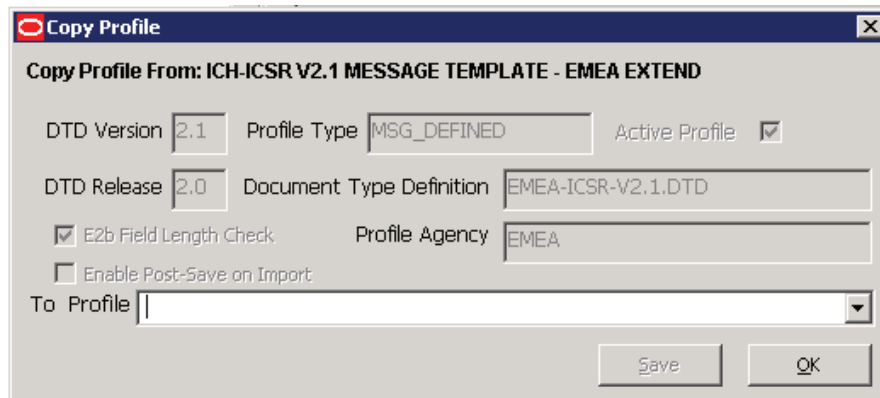 Copy Profile
Copy Profile From: ICH-ICSR V2.1 MESSAGE TEMPLATE - EMEA EXTEND
DTD Version 2.1 Profile Type MSG_DEFINED Active Profile
DTD Release 2.0 Document Type Definition EMEA-ICSR-V2.1.DTD
E2b Field Length Check Profile Agency EMEA
Enable Post-Save on Import
To Profile
Save OK